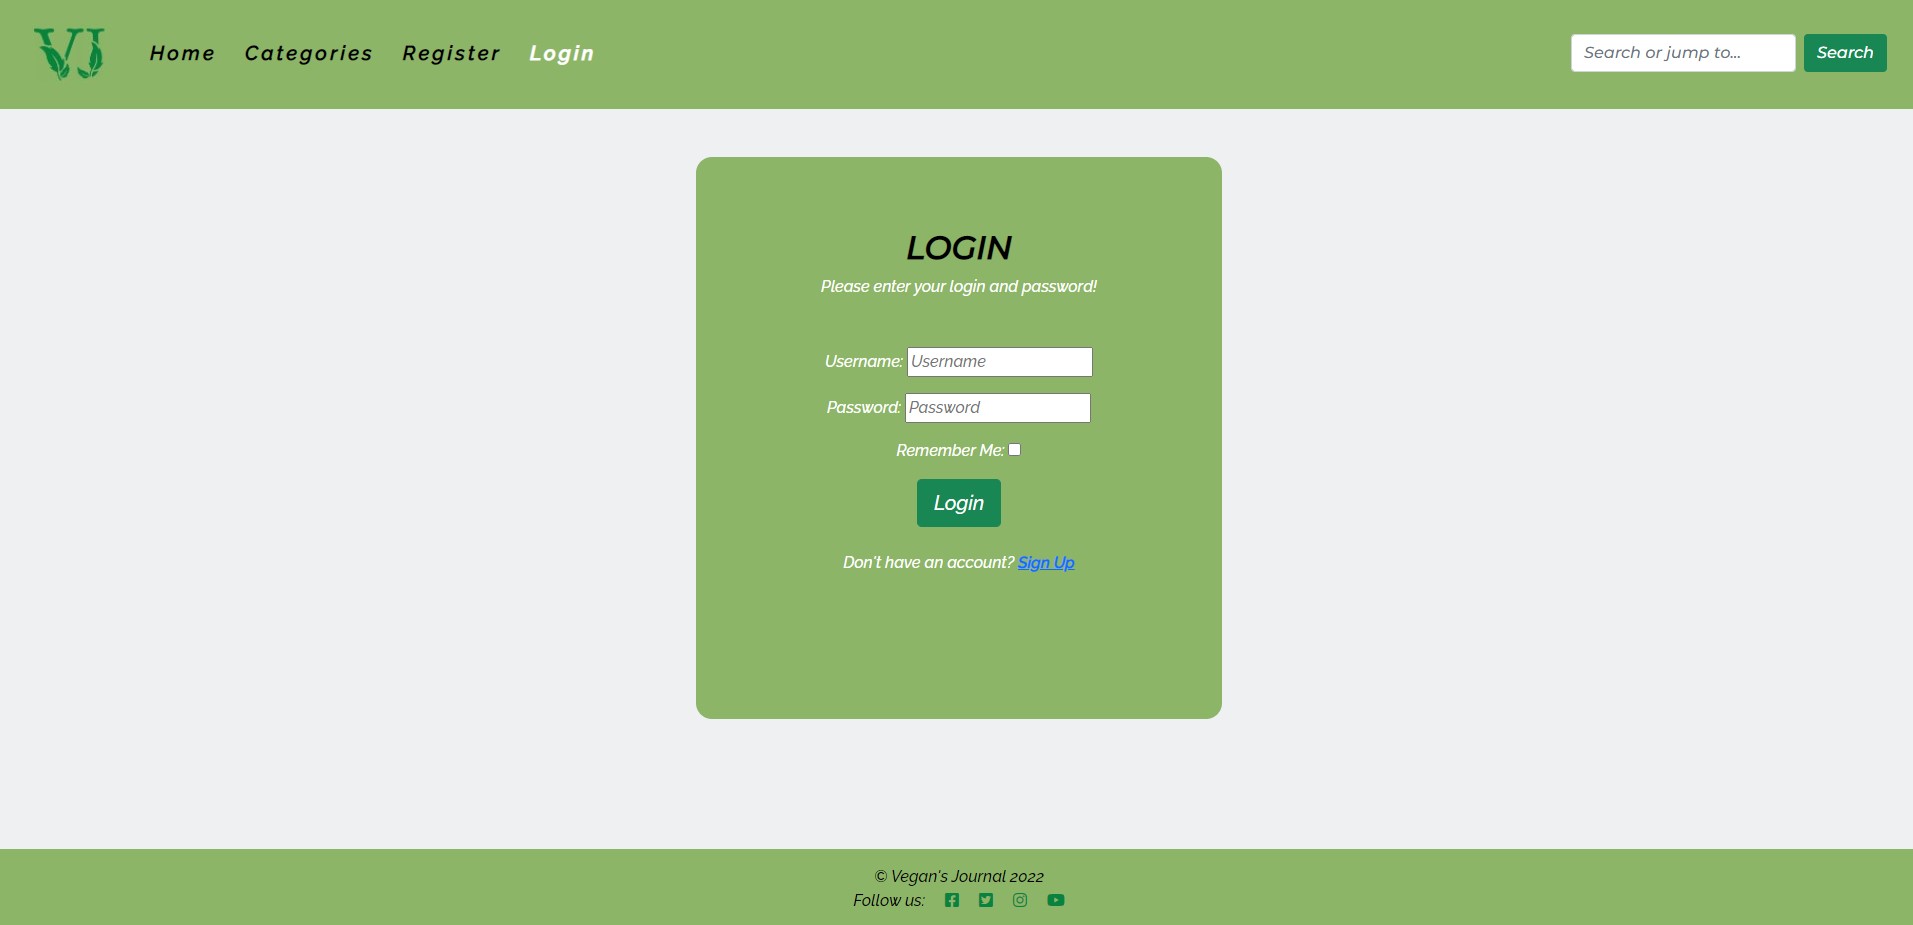 VJ Home Categories Register Login Search or jump to... Search
LOGIN
Please enter your login and password!
Username: Username
Password: Password
Remember Me:
Login
Don't have an account? Sign Up
© Vegan's Journal 2022
Follow us: